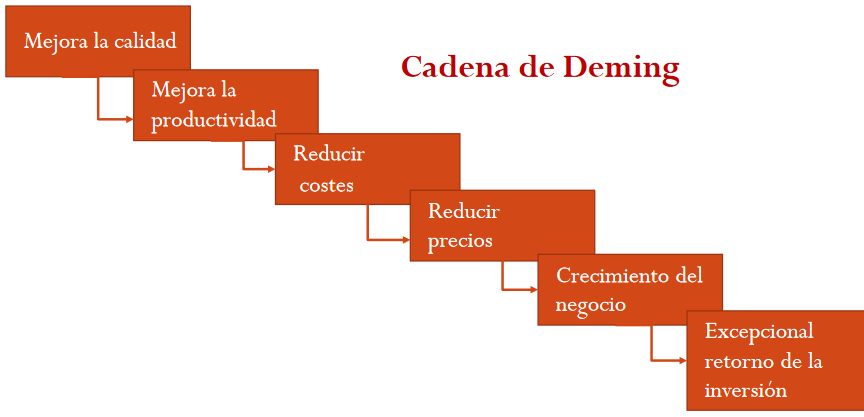 Mejora la calidad
Cadena de Deming
Mejora la
productividad
Reducir
costes
Reducir
precios
Crecimiento del
negocio
Excepcional
retorno de la
inversión